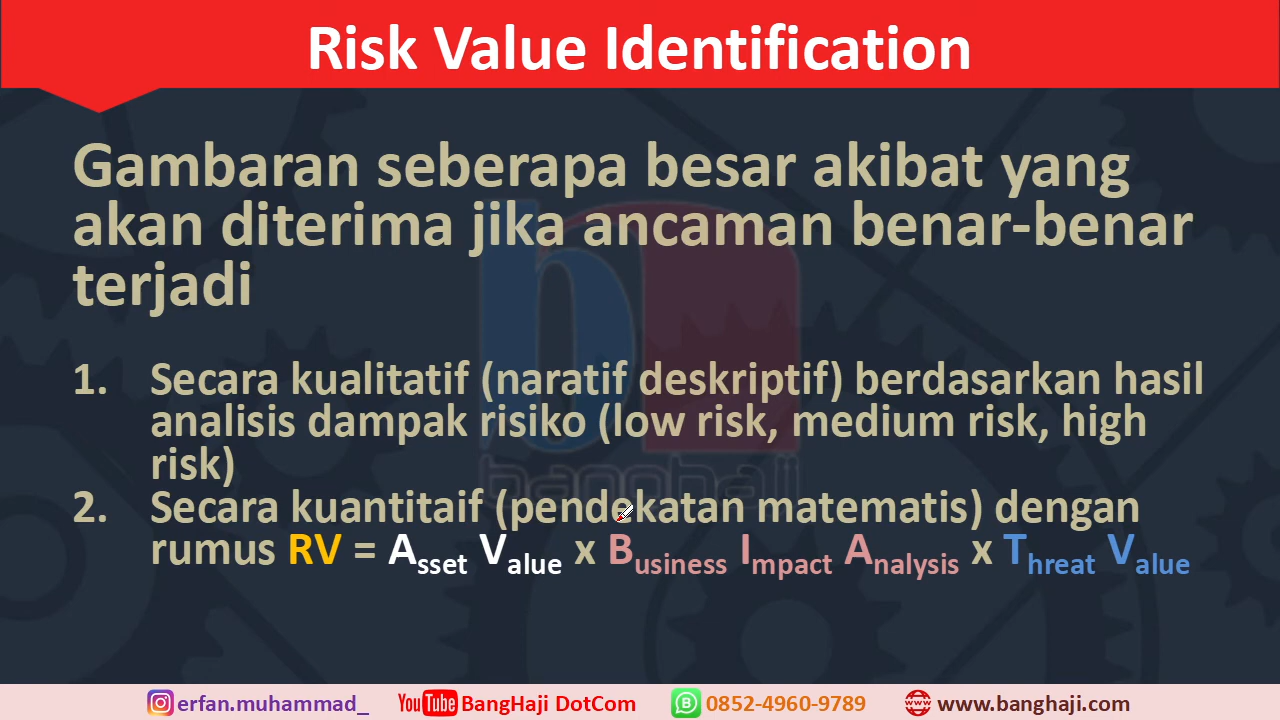 Risk Value Identification
Gambaran seberapa besar akibat yang
akan diterima jika ancaman benar-benar
terjadi
1. Secara kualitatif (naratif deskriptif) berdasarkan hasil
analisis dampak risiko (low risk, medium risk, high
risk)
2. Secara kuantitaif (pendekatan matematis) dengan
rumus RV = Asset Value x Business Impact Analysis x Threat Value
banghaji
erfan.muhammad_ YouTube BangHaji DotCom 0852-4960-9789 www.banghaji.com